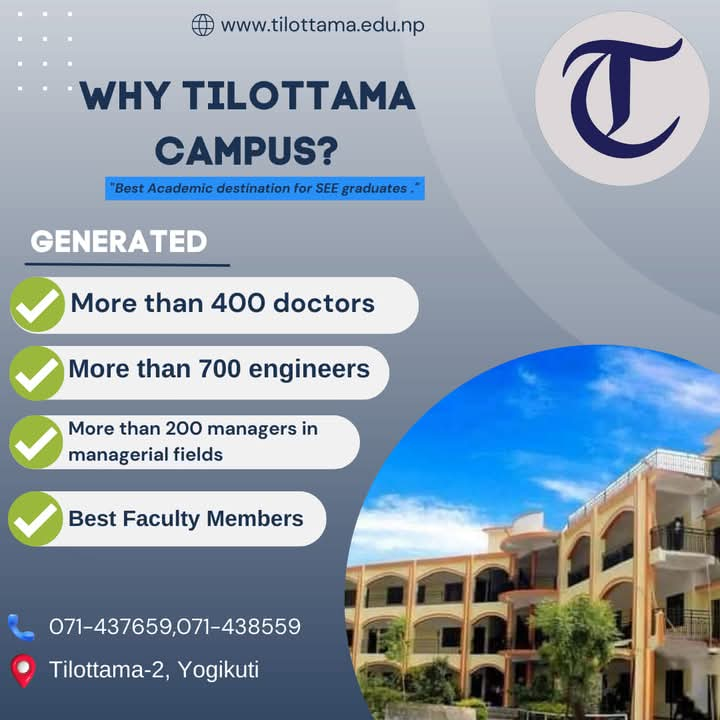 www.tilottama.edu.np
WHY TILOTTAMA
CAMPUS?
"Best Academic destination for SEE graduates ."
GENERATED
More than 400 doctors
More than 700 engineers
More than 200 managers in
managerial fields
Best Faculty Members
071-437659,071-438559
Tilottama-2, Yogikuti